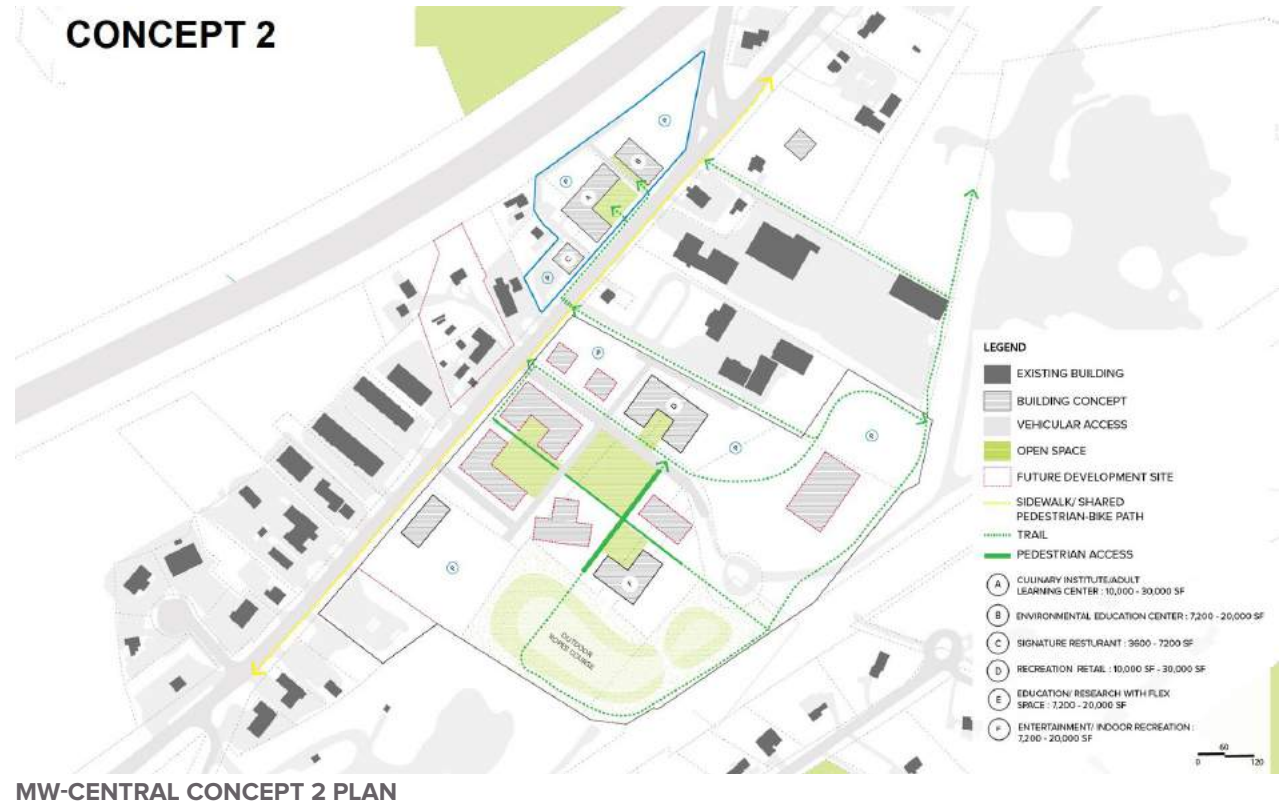 CONCEPT 2
P
P
B
A
C
P
P
D
P
P
P
F
OUTDOOR
ROPES COURSE
LEGEND
EXISTING BUILDING
BUILDING CONCEPT
VEHICULAR ACCESS
OPEN SPACE
FUTURE DEVELOPMENT SITE
SIDEWALK/ SHARED
PEDESTRIAN-BIKE PATH
TRAIL
PEDESTRIAN ACCESS
A CULINARY INSTITUTE/ADULT
LEARNING CENTER : 10,000 - 30,000 SF
B ENVIRONMENTAL EDUCATION CENTER : 7,200 - 20,000 SF
C SIGNATURE RESTURANT : 3600 - 7200 SF
D RECREATION RETAIL : 10,000 SF - 30,000 SF
E EDUCATION/ RESEARCH WITH FLEX
SPACE : 7,200 - 20,000 SF
F ENTERTAINMENT/ INDOOR RECREATION :
7,200 - 20,000 SF
60
0 120
MW-CENTRAL CONCEPT 2 PLAN